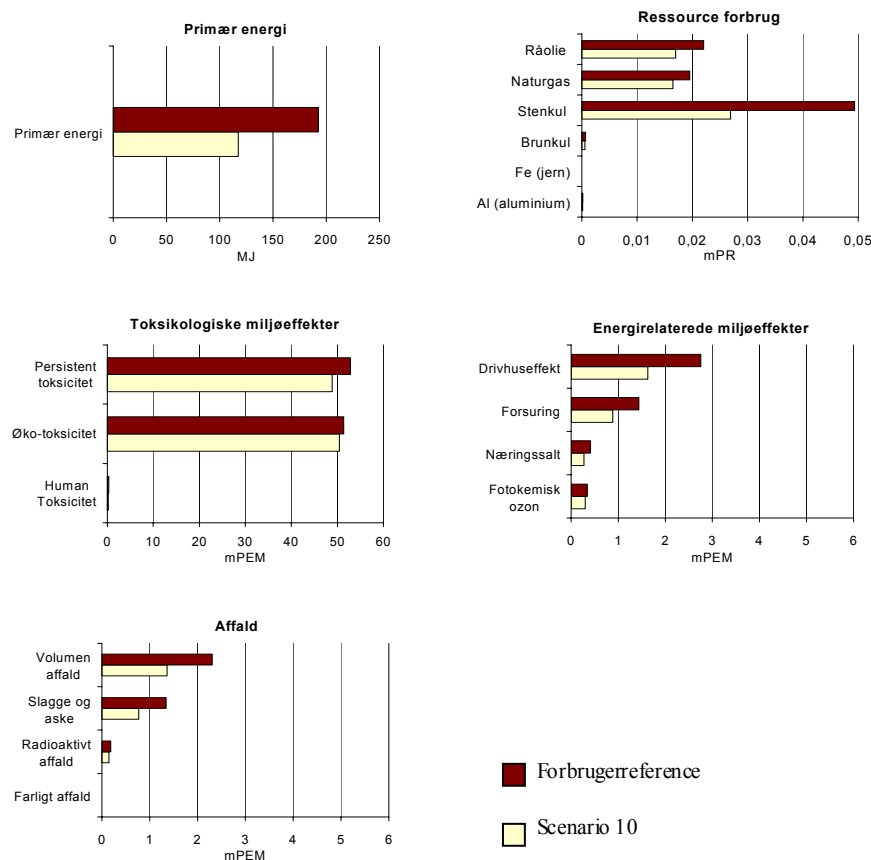 Primær energi
Primær energi
0 50 100 150 200 250
MJ
Ressource forbrug
Råolie
Naturgas
Stenkul
Brunkul
Fe (jern)
Al (aluminium)
0 0,01 0,02 0,03 0,04 0,05
mPR
Toksikologiske miljøeffekter
Persistent
toksicitet
Øko-toksicitet
Human
Toksicitet
0 10 20 30 40 50 60
mPEM
Energirelaterede miljøeffekter
Drivhuseffekt
Forsuring
Næringssalt
Fotokemisk
ozon
0 1 2 3 4 5 6
mPEM
Affald
Volumen
affald
Slagge og
aske
Radioaktivt
affald
Farligt affald
0 1 2 3 4 5 6
mPEM
Forbrugerreference
Scenario 10